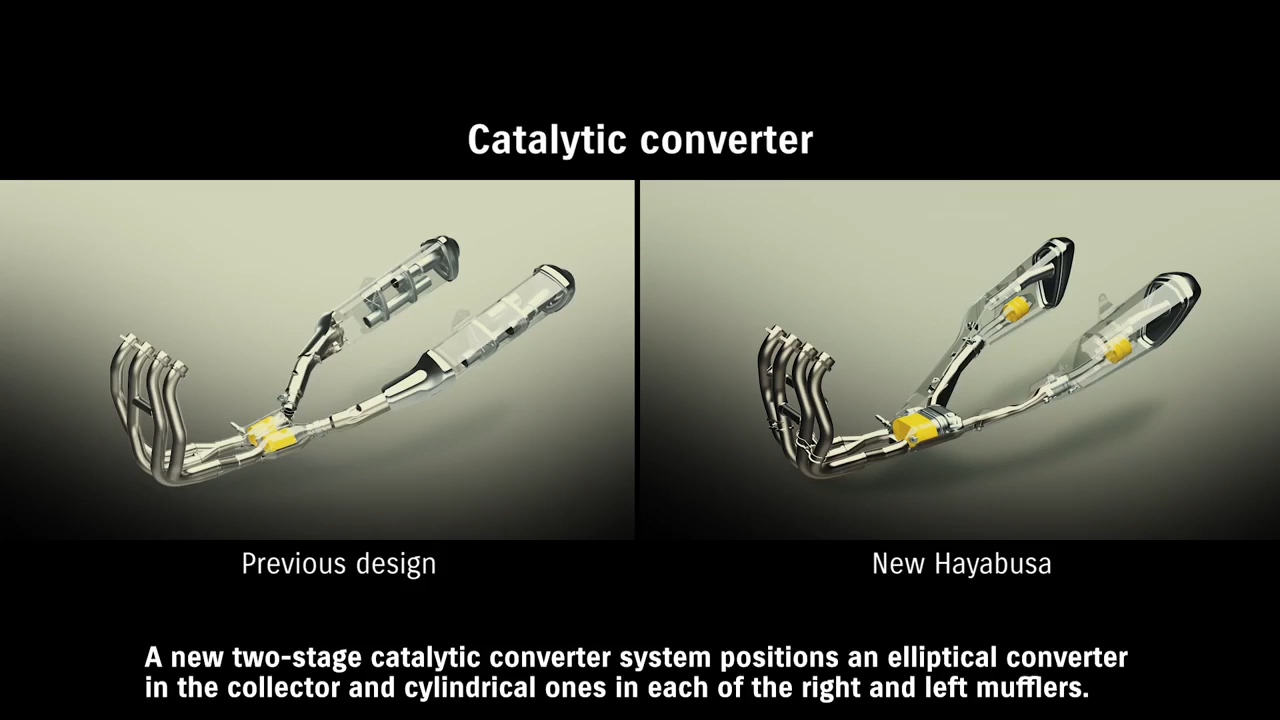 Catalytic converter
Previous design
New Hayabusa
A new two-stage catalytic converter system positions an elliptical converter
in the collector and cylindrical ones in each of the right and left mufflers.